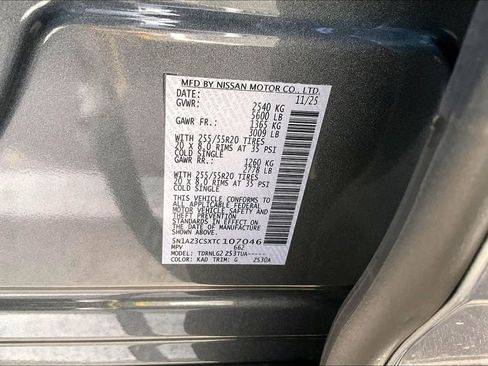 MFD BY NISSAN MOTOR CO., LTD.
DATE: 11/25
GVWR: 2540 KG
5600 LB
GAWR FR.: 1365 KG
3009 LB
WITH 255/55R20 TIRES
20 X 8.0 RIMS AT 35 PSI
COLD SINGLE
GAWR RR.: 1260 KG
2778 LB
WITH 255/55R20 TIRES
20 X 8.0 RIMS AT 35 PSI
COLD SINGLE
THIS VEHICLE CONFORMS TO
ALL APPLICABLE FEDERAL
MOTOR VEHICLE SAFETY AND THEFT
STANDARDS IN EFFECT ON THE
DATE OF MANUFACTURE SHOWN ABOVE.
5N1AZ3CSXTC107046
MPV 662
MODEL: TDRNLG2 Z53TUA-----
COLOR: KAD TRIM: G Z530A